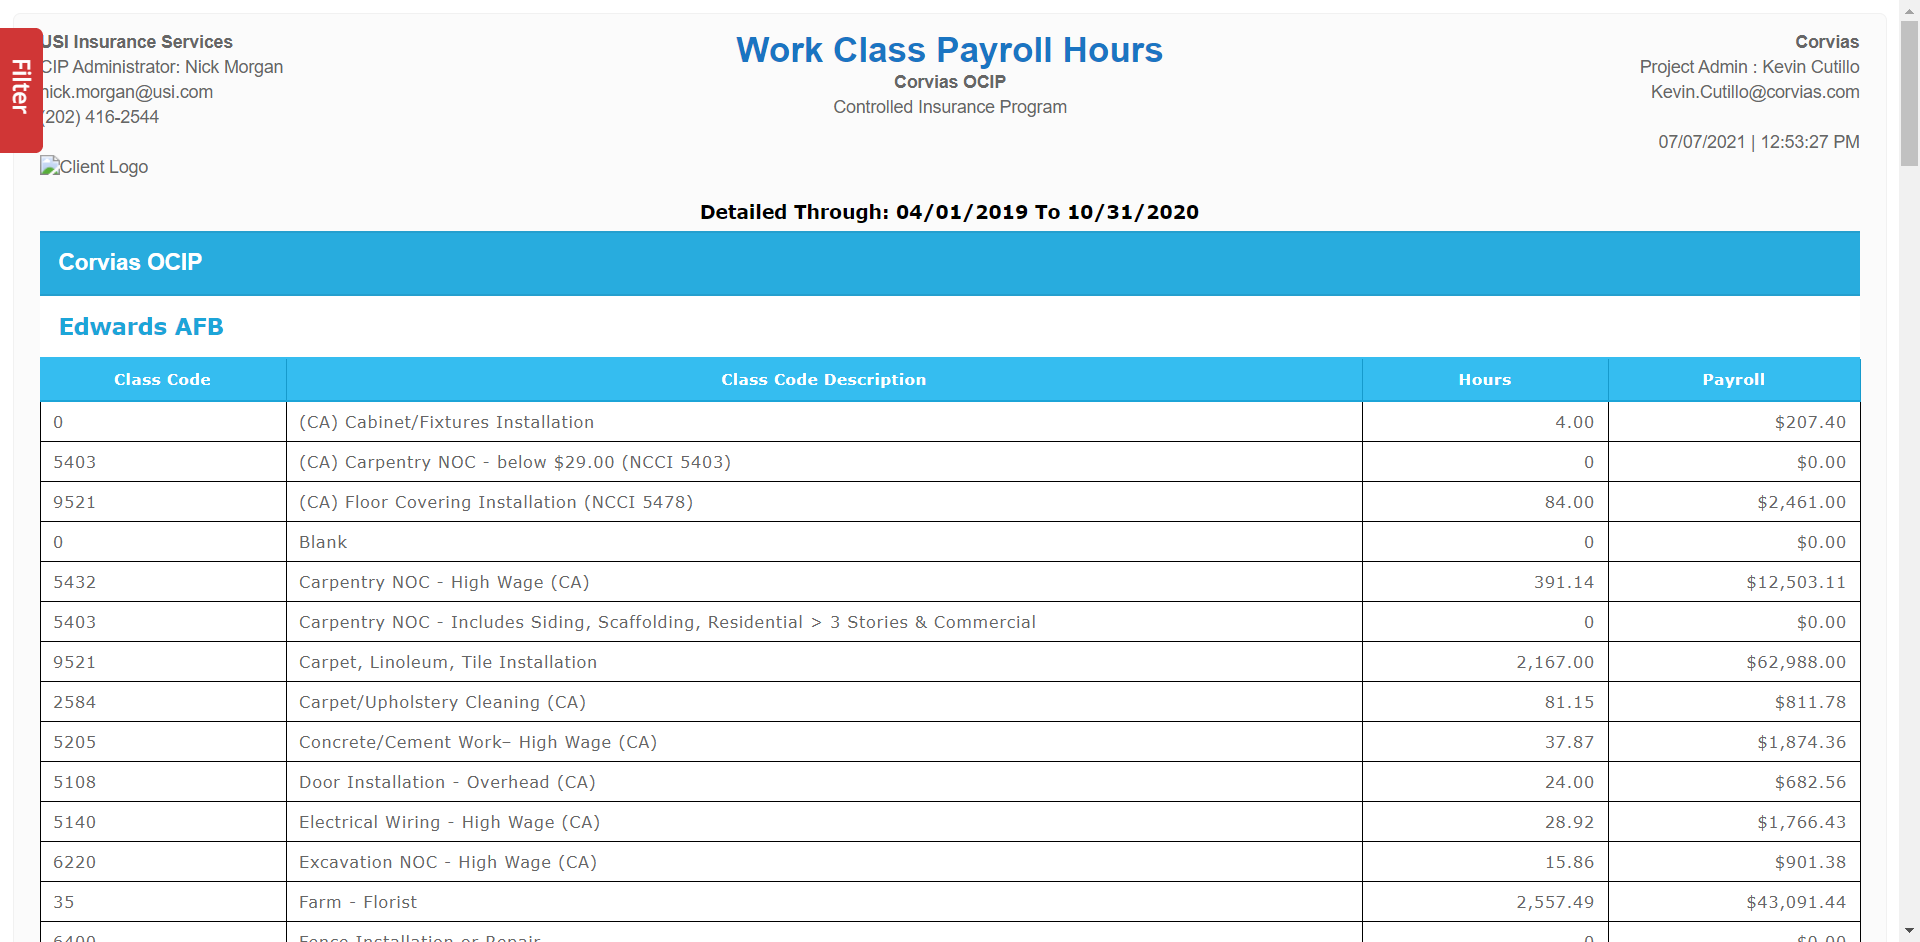 Filter
USI Insurance Services
CIP Administrator: Nick Morgan
nick.morgan@usi.com
(202) 416-2544
Client Logo
Work Class Payroll Hours
Corvias OCIP
Controlled Insurance Program
Corvias
Project Admin : Kevin Cutillo
Kevin.Cutillo@corvias.com
07/07/2021 | 12:53:27 PM
Detailed Through: 04/01/2019 To 10/31/2020
Corvias OCIP
Edwards AFB
Class Code Class Code Description Hours Payroll
0 (CA) Cabinet/Fixtures Installation 4.00 $207.40
5403 (CA) Carpentry NOC - below $29.00 (NCCI 5403) 0 $0.00
9521 (CA) Floor Covering Installation (NCCI 5478) 84.00 $2,461.00
0 Blank 0 $0.00
5432 Carpentry NOC - High Wage (CA) 391.14 $12,503.11
5403 Carpentry NOC - Includes Siding, Scaffolding, Residential > 3 Stories & Commercial 0 $0.00
9521 Carpet, Linoleum, Tile Installation 2,167.00 $62,988.00
2584 Carpet/Upholstery Cleaning (CA) 81.15 $811.78
5205 Concrete/Cement Work– High Wage (CA) 37.87 $1,874.36
5108 Door Installation - Overhead (CA) 24.00 $682.56
5140 Electrical Wiring - High Wage (CA) 28.92 $1,766.43
6220 Excavation NOC - High Wage (CA) 15.86 $901.38
35 Farm - Florist 2,557.49 $43,091.44
6400 Fence Installation or Repair 0 $0.00